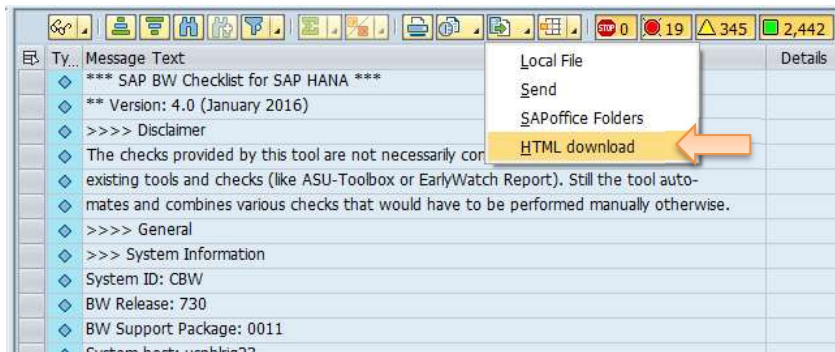 STOP 0 19 345 2,442
Ty... Message Text Details
*** SAP BW Checklist for SAP HANA ***
** Version: 4.0 (January 2016)
>>>> Disclaimer
The checks provided by this tool are not necessarily
existing tools and checks (like ASU-Toolbox or EarlyWatch Report). Still the tool auto-
mates and combines various checks that would have to be performed manually otherwise.
>>>> General
>>> System Information
System ID: CBW
BW Release: 730
BW Support Package: 0011
Local File
Send
SAPoffice Folders
HTML download